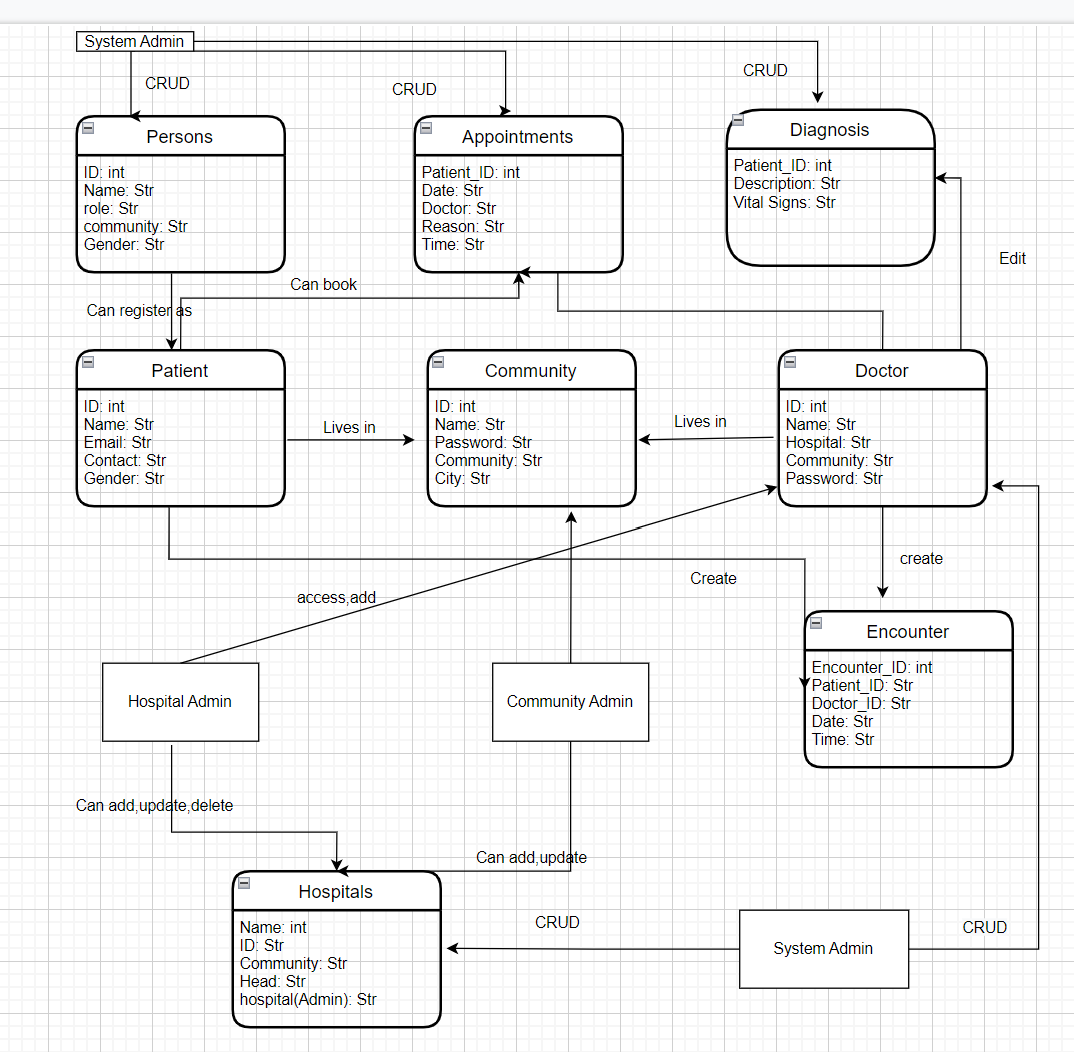 System Admin
CRUD
CRUD
CRUD
Persons
ID: int
Name: Str
role: Str
community: Str
Gender: Str
Appointments
Patient_ID: int
Date: Str
Doctor: Str
Reason: Str
Time: Str
Diagnosis
Patient_ID: int
Description: Str
Vital Signs: Str
Edit
Can book
Can register as
Patient
ID: int
Name: Str
Email: Str
Contact: Str
Gender: Str
Lives in
Community
ID: int
Name: Str
Password: Str
Community: Str
City: Str
Lives in
Doctor
ID: int
Name: Str
Hospital: Str
Community: Str
Password: Str
create
Create
access,add
Encounter
Encounter_ID: int
Patient_ID: Str
Doctor_ID: Str
Date: Str
Time: Str
Hospital Admin
Community Admin
Can add,update,delete
Can add,update
Hospitals
Name: int
ID: Str
Community: Str
Head: Str
hospital(Admin): Str
CRUD
System Admin
CRUD